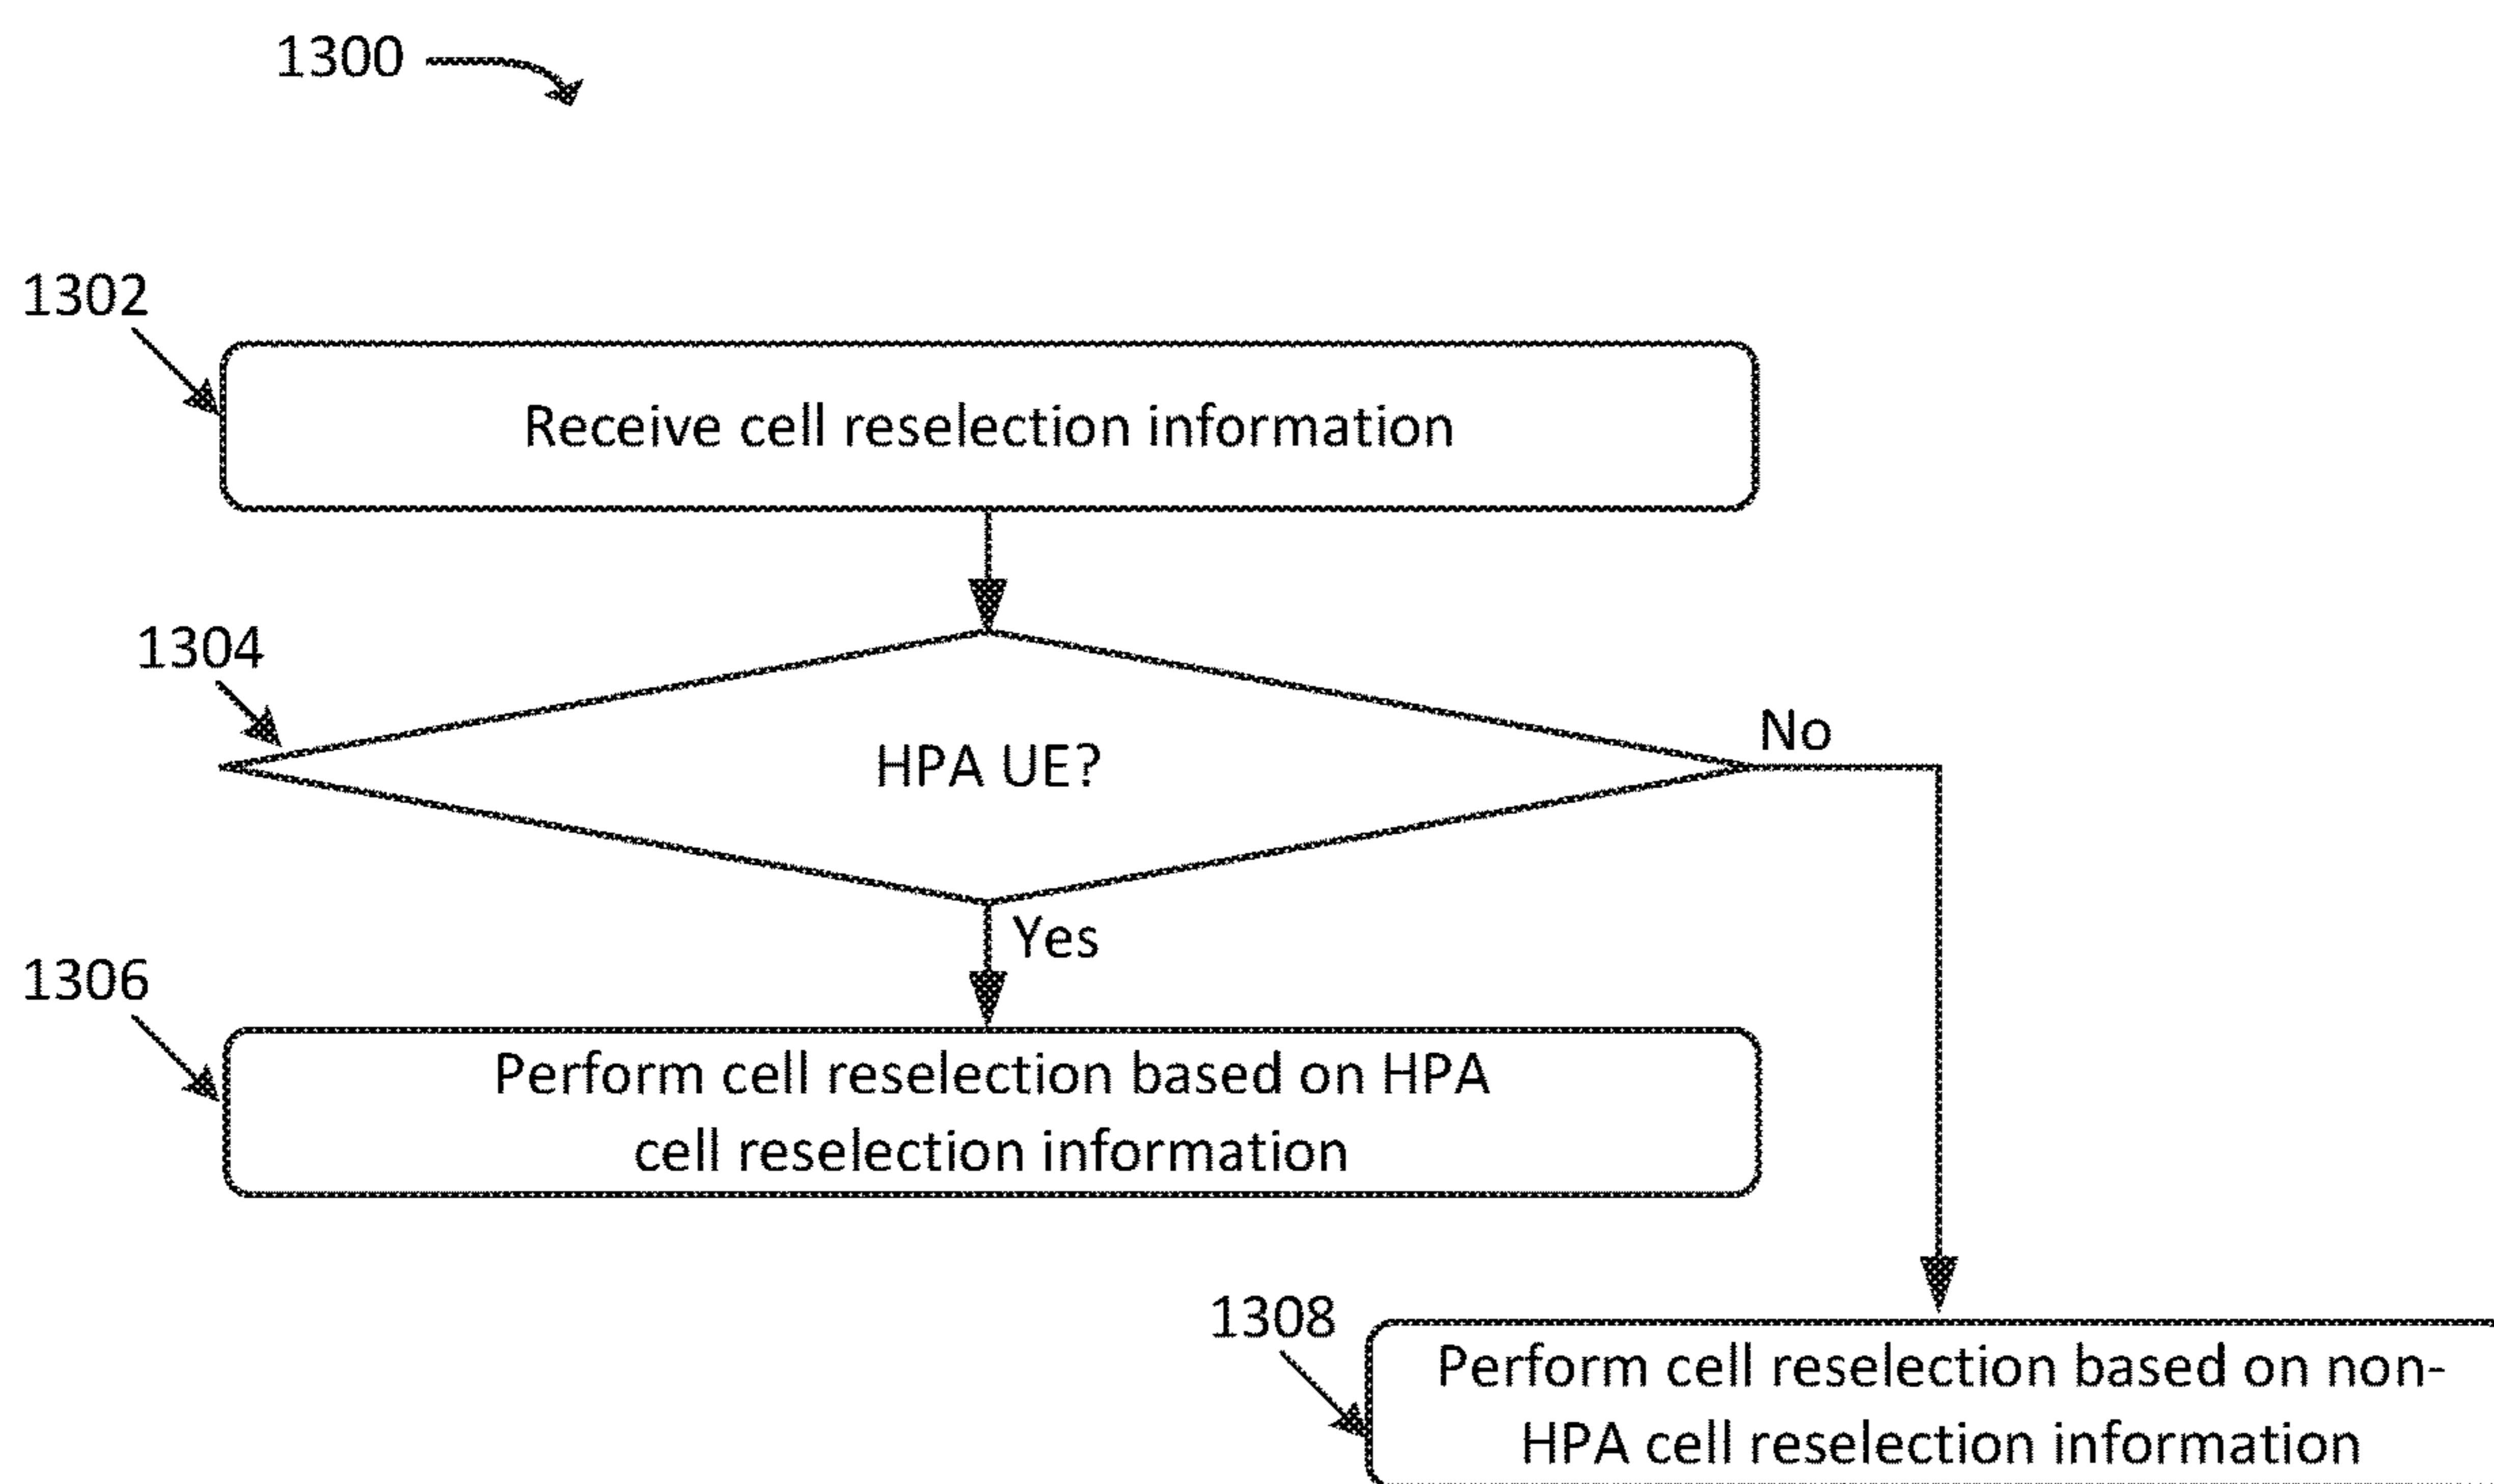 1300
1302
Receive cell reselection information
1304
HPA UE?
No
Yes
1306
Perform cell reselection based on HPA
cell reselection information
1308
Perform cell reselection based on non-
HPA cell reselection information